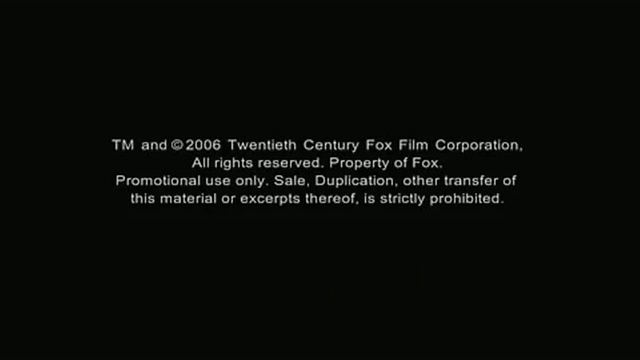 TM and ©2006 Twentieth Century Fox Film Corporation,
All rights reserved. Property of Fox.
Promotional use only. Sale, Duplication, other transfer of
this material or excerpts thereof, is strictly prohibited.